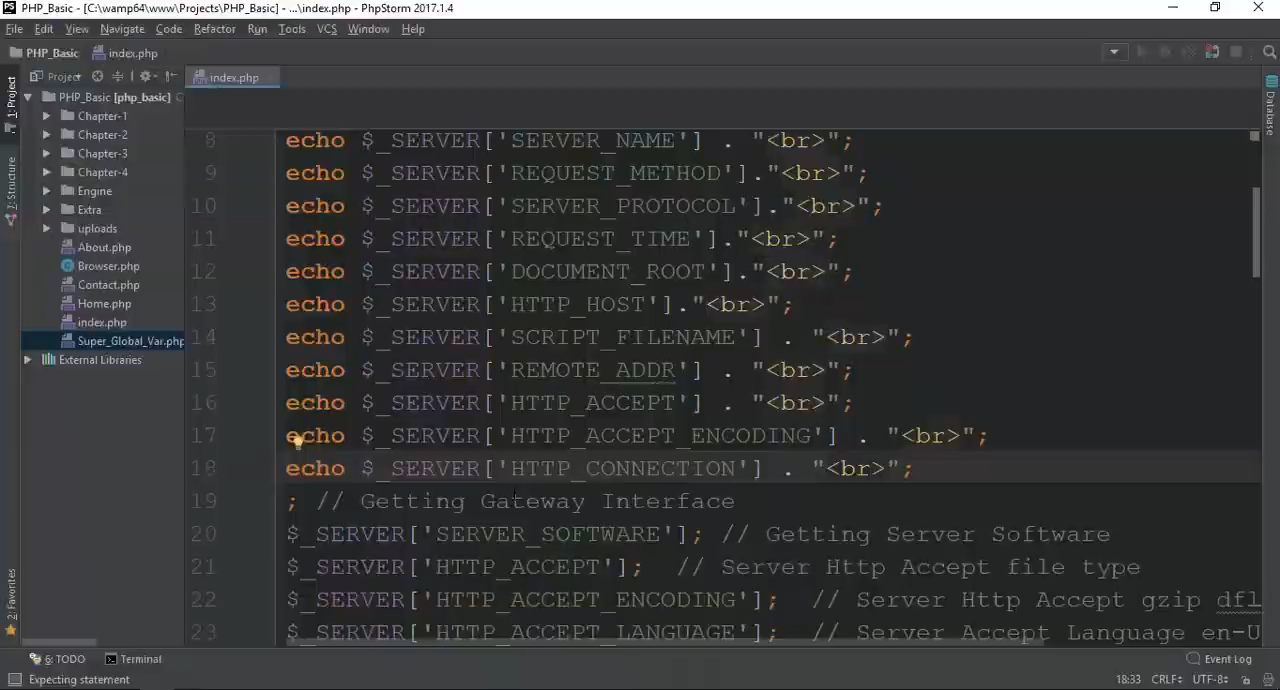 PHP_Basic - [C:\wamp64\www\Projects\PHP_Basic] - ...\index.php - PhpStorm 2017.1.4
File Edit View Navigate Code Refactor Run Tools VCS Window Help
PHP_Basic index.php
1: Project
Project
index.php
Database
PHP_Basic [php_basic]
Chapter-1
Chapter-2
Chapter-3
Chapter-4
7: Structure
Engine
Extra
uploads
About.php
Browser.php
Contact.php
Home.php
index.php
Super_Global_Var.php
External Libraries
8 echo $_SERVER['SERVER_NAME'] . "<br>";
9 echo $_SERVER['REQUEST_METHOD']."<br>";
10 echo $_SERVER['SERVER_PROTOCOL']."<br>";
11 echo $_SERVER['REQUEST_TIME']."<br>";
12 echo $_SERVER['DOCUMENT_ROOT']."<br>";
13 echo $_SERVER['HTTP_HOST']."<br>";
14 echo $_SERVER['SCRIPT_FILENAME'] . "<br>";
15 echo $_SERVER['REMOTE_ADDR'] . "<br>";
16 echo $_SERVER['HTTP_ACCEPT'] . "<br>";
17 echo $_SERVER['HTTP_ACCEPT_ENCODING'] . "<br>";
18 echo $_SERVER['HTTP_CONNECTION'] . "<br>";
19 ; // Getting Gateway Interface
20 $_SERVER['SERVER_SOFTWARE']; // Getting Server Software
21 $_SERVER['HTTP_ACCEPT']; // Server Http Accept file type
22 $_SERVER['HTTP_ACCEPT_ENCODING']; // Server Http Accept gzip dfl
23 $_SERVER['HTTP_ACCEPT_LANGUAGE']; // Server Accept Language en-U
2: Favorites
6: TODO Terminal Event Log
Expecting statement 18:33 CRLF UTF-8